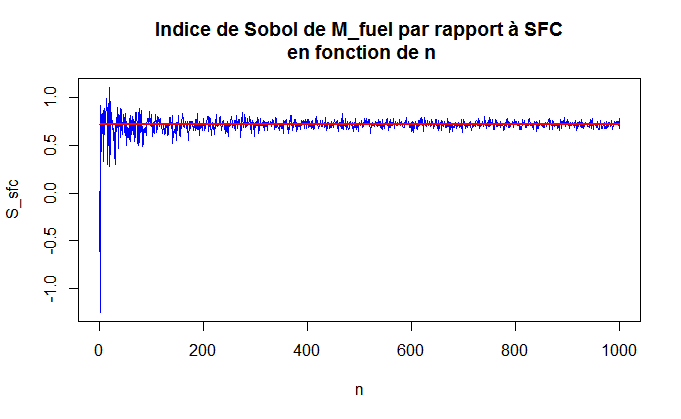 Indice de Sobol de M_fuel par rapport à SFC
en fonction de n
1.0
0.5
0.0
-0.5
-1.0
S_sfc
0 200 400 600 800 1000
n